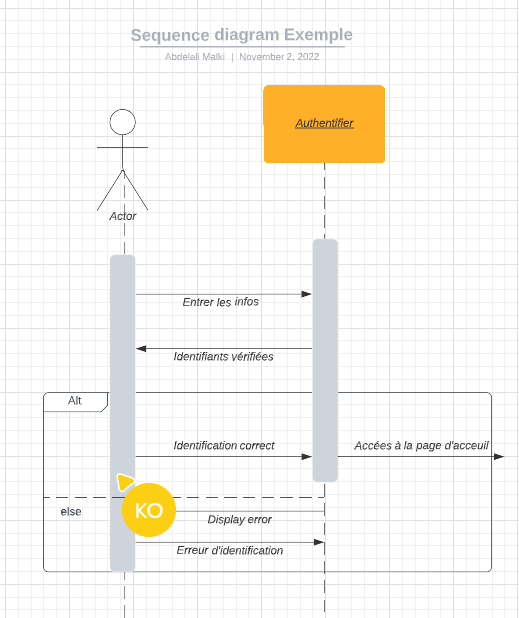 Sequence diagram Exemple
Abdelali Malki | November 2, 2022
Authentifier
Actor
Entrer les infos
Identifiants vérifiées
Alt
Identification correct
Accées à la page d'acceuil
KO
else
Display error
Erreur d'identification